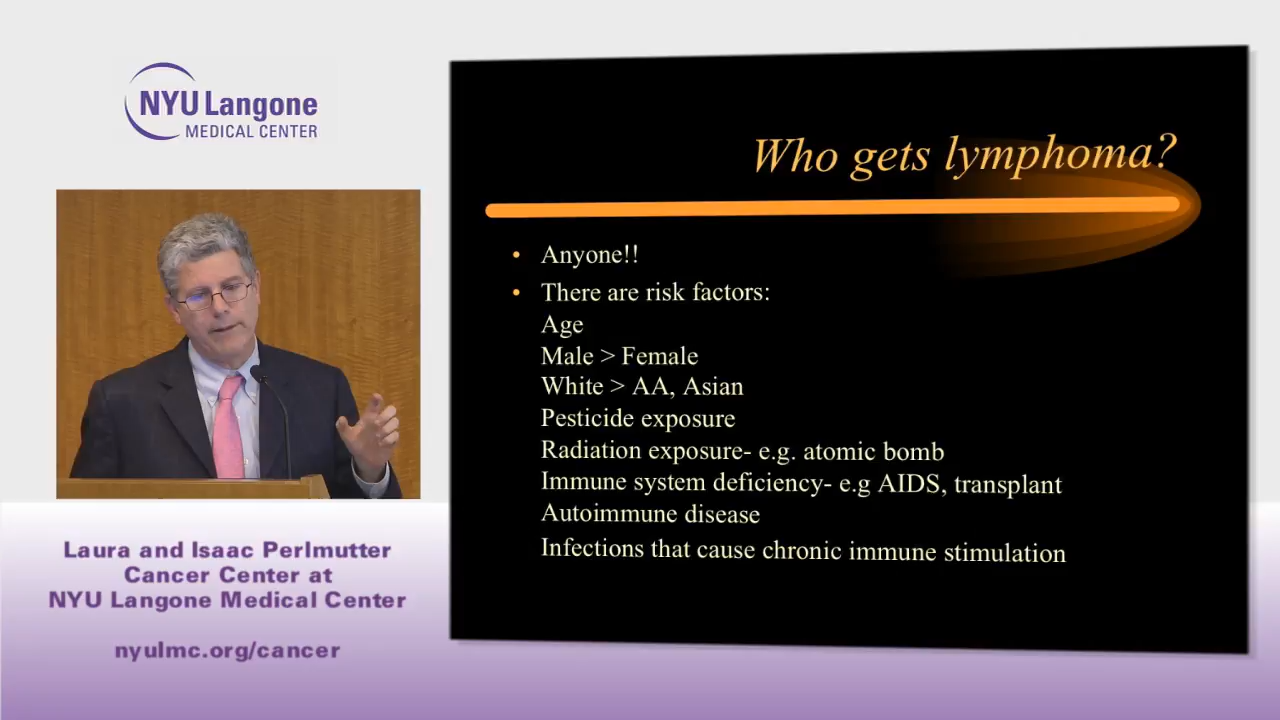 NYU Langone
MEDICAL CENTER
Who gets lymphoma?
• Anyone!!
• There are risk factors:
Age
Male > Female
White > AA, Asian
Pesticide exposure
Radiation exposure- e.g. atomic bomb
Immune system deficiency- e.g AIDS, transplant
Autoimmune disease
Infections that cause chronic immune stimulation
Laura and Isaac Perlmutter
Cancer Center at
NYU Langone Medical Center
nyulmc.org/cancer